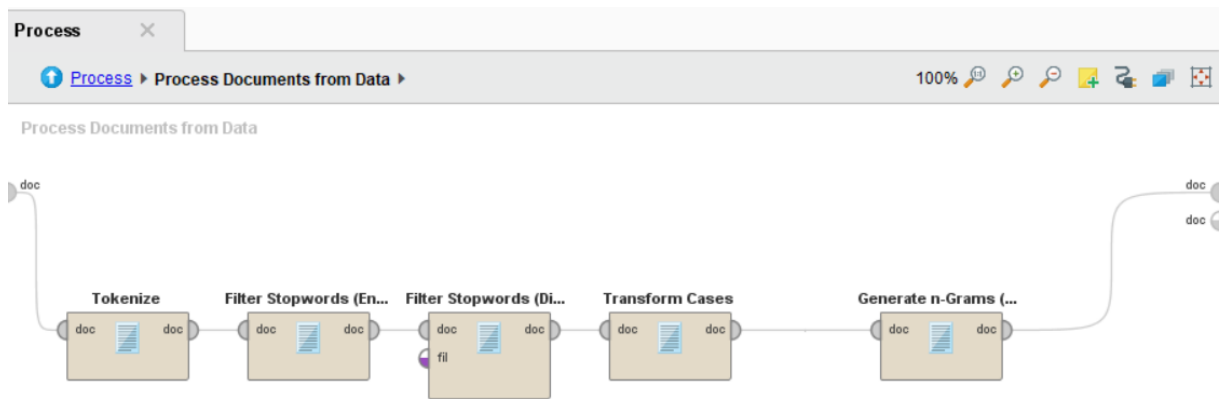 Process
Process Process Documents from Data
100%
Process Documents from Data
doc
doc
doc
Tokenize
Filter Stopwords (En...
Filter Stopwords (Di...
Transform Cases
Generate n-Grams (...
doc doc
doc doc
doc doc
fil
doc doc
doc doc